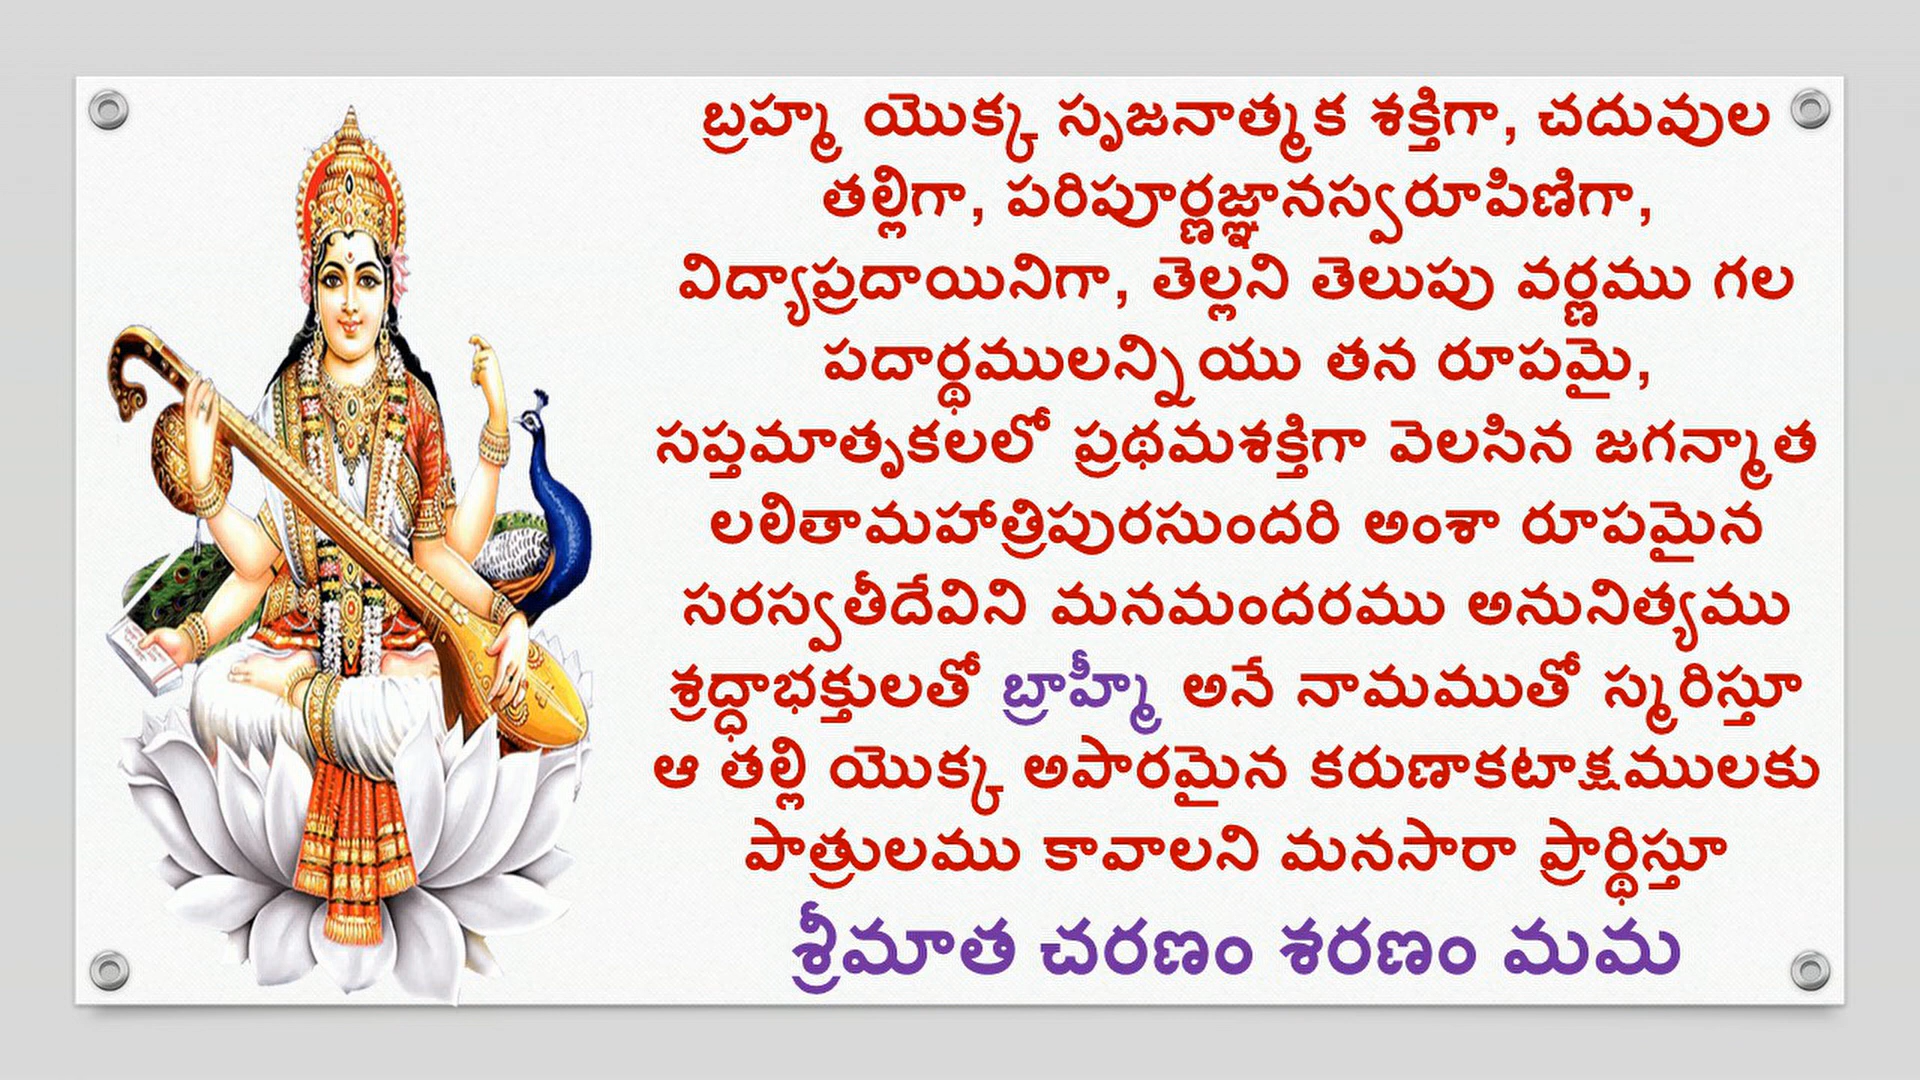 బ్రహ్మ యొక్క సృజనాత్మక శక్తిగా, చదువుల
తల్లిగా, పరిపూర్ణజ్ఞానస్వరూపిణిగా,
విద్యాప్రదాయినిగా, తెల్లని తెలుపు వర్ణము గల
పదార్థములన్నియు తన రూపమై,
సప్తమాతృకలలో ప్రథమశక్తిగా వెలసిన జగన్మాత
లలితామహాత్రిపురసుందరి అంశా రూపమైన
సరస్వతీదేవిని మనమందరము అనునిత్యము
శ్రద్ధాభక్తులతో బ్రాహ్మీ అనే నామముతో స్మరిస్తూ
ఆ తల్లి యొక్క అపారమైన కరుణాకటాక్షములకు
పాత్రులము కావాలని మనసారా ప్రార్థిస్తూ
శ్రీమాత చరణం శరణం మమ